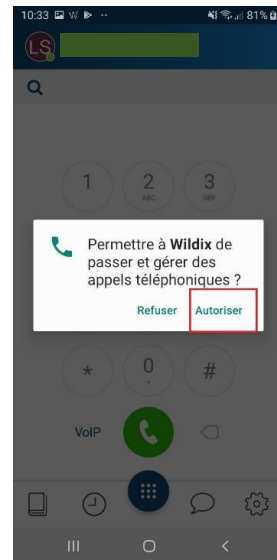 10:33 81%
LS
1 2 3
ABC DEF
Permettre à Wildix de
passer et gérer des
appels téléphoniques ?
Refuser Autoriser
* 0 #
+
VoIP